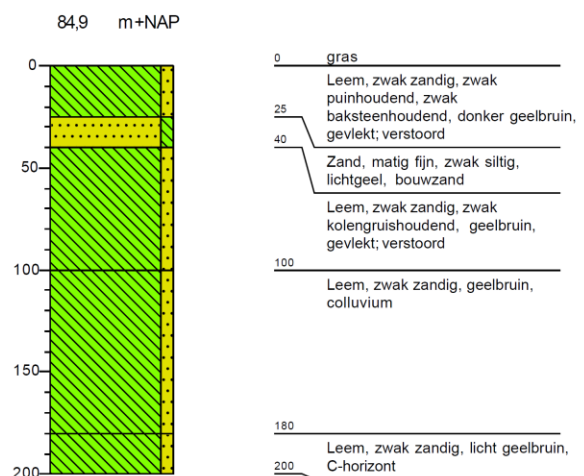 84,9 m+NAP
0
50
100
150
200
0 gras
Leem, zwak zandig, zwak
puinhoudend, zwak
baksteenhoudend, donker geelbruin,
gevlekt; verstoord
25
40
Zand, matig fijn, zwak siltig,
lichtgeel, bouwzand
Leem, zwak zandig, zwak
kolengruishoudend, geelbruin,
gevlekt; verstoord
100
Leem, zwak zandig, geelbruin,
colluvium
180
Leem, zwak zandig, licht geelbruin,
C-horizont
200